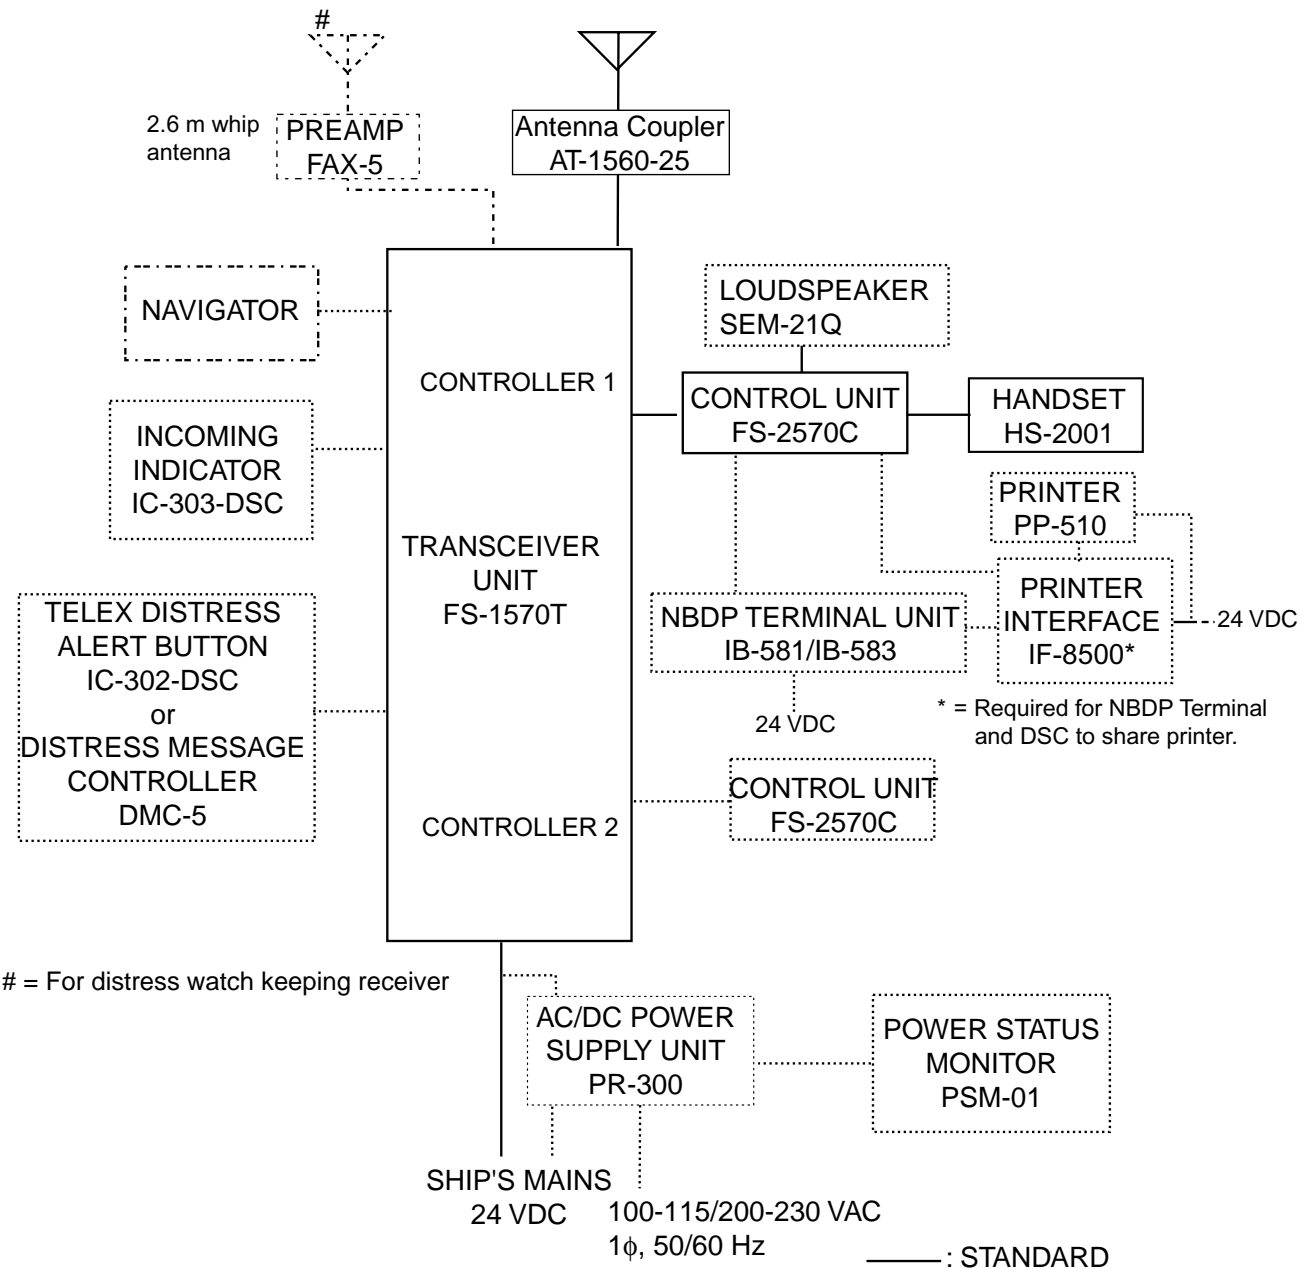 #
2.6 m whip
antenna
PREAMP
FAX-5
Antenna Coupler
AT-1560-25
NAVIGATOR
LOUDSPEAKER
SEM-21Q
CONTROLLER 1
CONTROL UNIT
FS-2570C
HANDSET
HS-2001
INCOMING
INDICATOR
IC-303-DSC
PRINTER
PP-510
TRANSCEIVER
UNIT
FS-1570T
PRINTER
INTERFACE
IF-8500*
24 VDC
NBDP TERMINAL UNIT
IB-581/IB-583
24 VDC
* = Required for NBDP Terminal
and DSC to share printer.
TELEX DISTRESS
ALERT BUTTON
IC-302-DSC
or
DISTRESS MESSAGE
CONTROLLER
DMC-5
CONTROL UNIT
FS-2570C
CONTROLLER 2
# = For distress watch keeping receiver
AC/DC POWER
SUPPLY UNIT
PR-300
POWER STATUS
MONITOR
PSM-01
SHIP'S MAINS
24 VDC
100-115/200-230 VAC
1ϕ, 50/60 Hz
: STANDARD